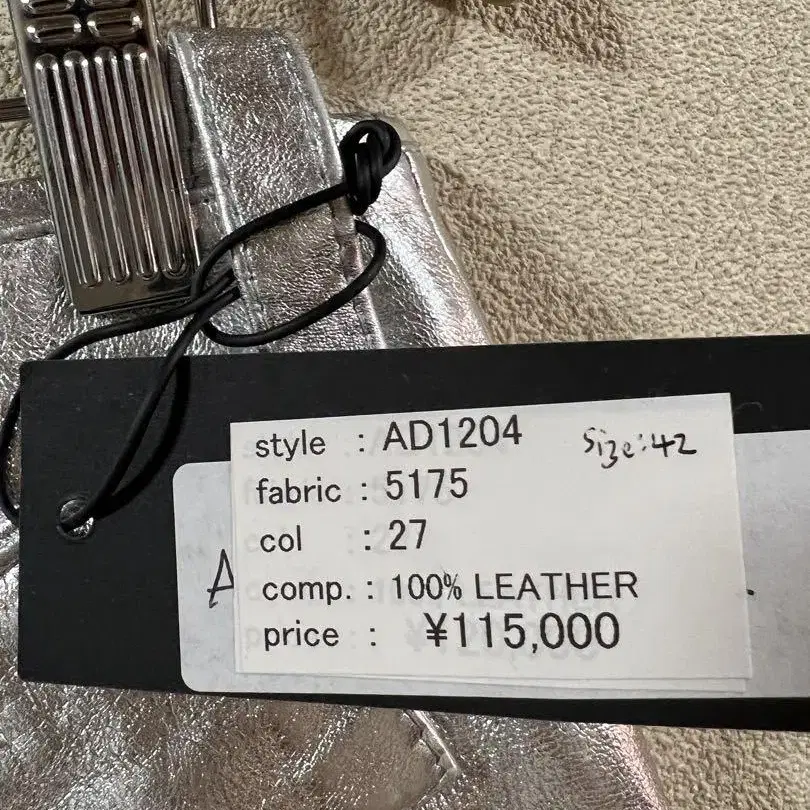 style : AD1204 Size:42
fabric : 5175
col : 27
comp. : 100% LEATHER
price : ¥115,000
A